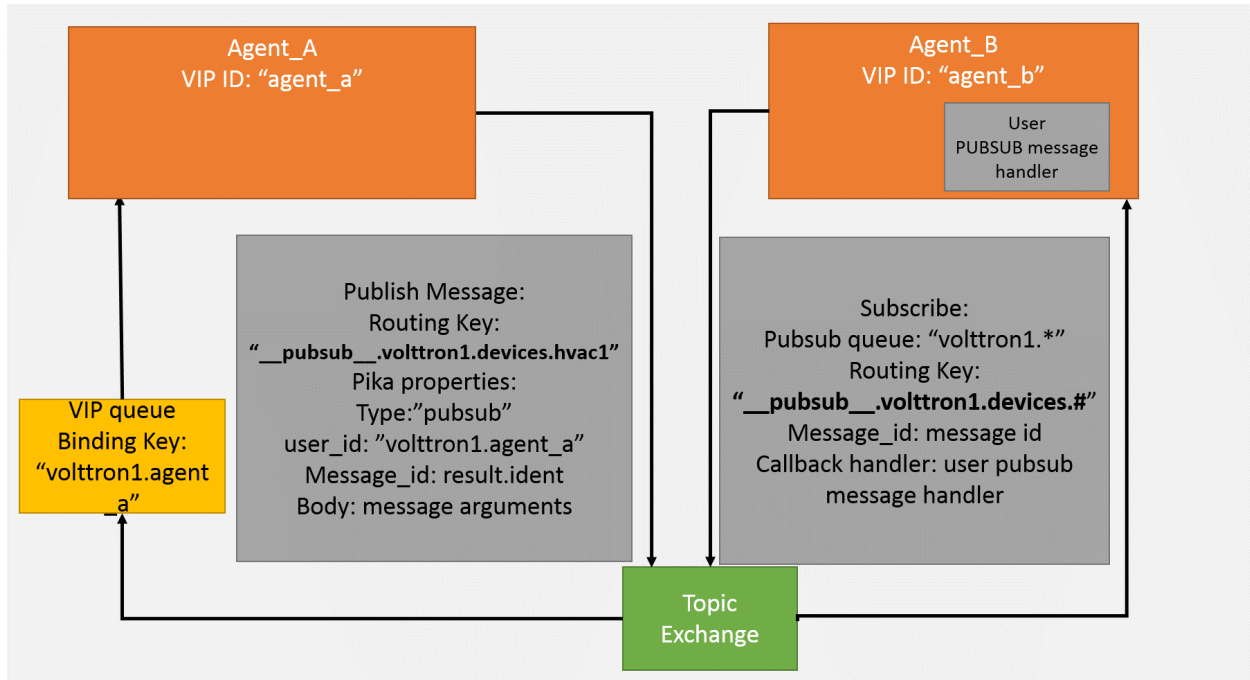 Agent_A
VIP ID: “agent_a”
Agent_B
VIP ID: “agent_b”
User
PUBSUB message
handler
Publish Message:
Routing Key:
“__pubsub__.volttron1.devices.hvac1”
Pika properties:
Type:”pubsub”
user_id: ”volttron1.agent_a”
Message_id: result.ident
Body: message arguments
Subscribe:
Pubsub queue: “volttron1.*”
Routing Key:
“__pubsub__.volttron1.devices.#”
Message_id: message id
Callback handler: user pubsub
message handler
VIP queue
Binding Key:
“volttron1.agent
_a”
Topic
Exchange